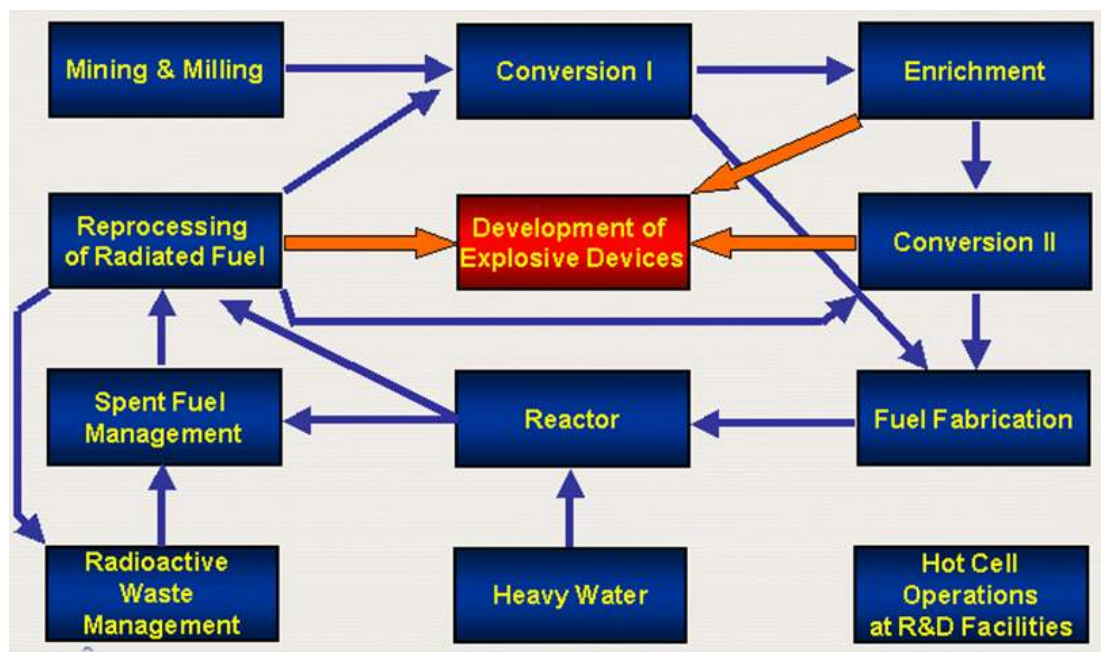 Mining & Milling
Conversion I
Enrichment
Reprocessing
of Radiated Fuel
Development of
Explosive Devices
Conversion II
Spent Fuel
Management
Reactor
Fuel Fabrication
Radioactive
Waste
Management
Heavy Water
Hot Cell
Operations
at R&D Facilities